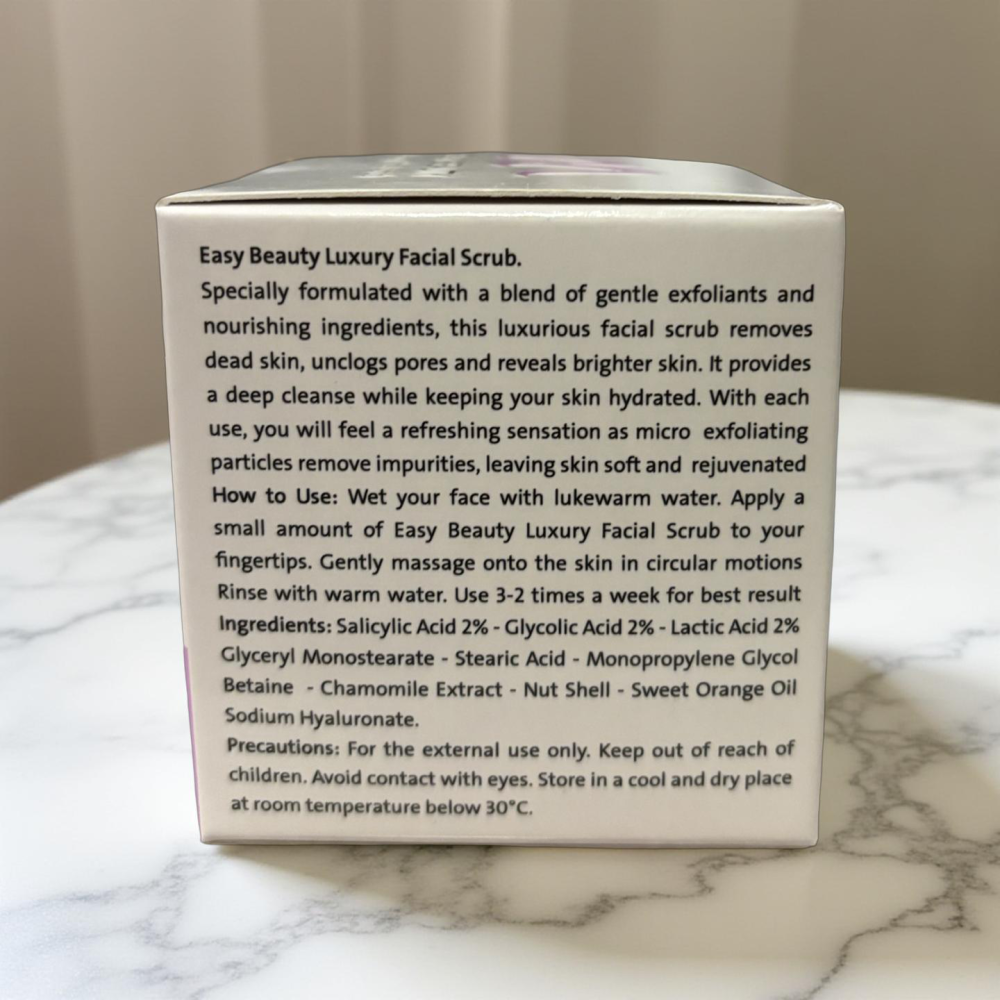 Easy Beauty Luxury Facial Scrub.
Specially formulated with a blend of gentle exfoliants and
nourishing ingredients, this luxurious facial scrub removes
dead skin, unclogs pores and reveals brighter skin. It provides
a deep cleanse while keeping your skin hydrated. With each
use, you will feel a refreshing sensation as micro exfoliating
particles remove impurities, leaving skin soft and rejuvenated
How to Use: Wet your face with lukewarm water. Apply a
small amount of Easy Beauty Luxury Facial Scrub to your
fingertips. Gently massage onto the skin in circular motions
Rinse with warm water. Use 3-2 times a week for best result
Ingredients: Salicylic Acid 2% - Glycolic Acid 2% - Lactic Acid 2%
Glyceryl Monostearate - Stearic Acid - Monopropylene Glycol
Betaine - Chamomile Extract - Nut Shell - Sweet Orange Oil
Sodium Hyaluronate.
Precautions: For the external use only. Keep out of reach of
children. Avoid contact with eyes. Store in a cool and dry place
at room temperature below 30°C.